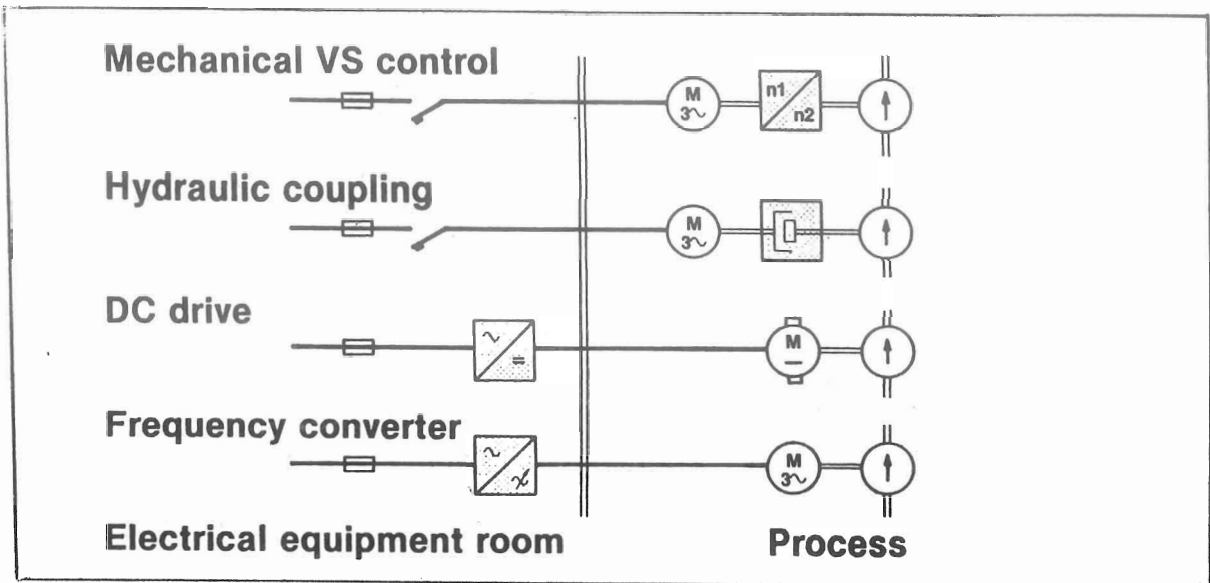 Mechanical VS control
M
3~
n1
n2
Hydraulic coupling
M
3~
DC drive
~
=
M
Frequency converter
~
M
3~
Electrical equipment room
Process